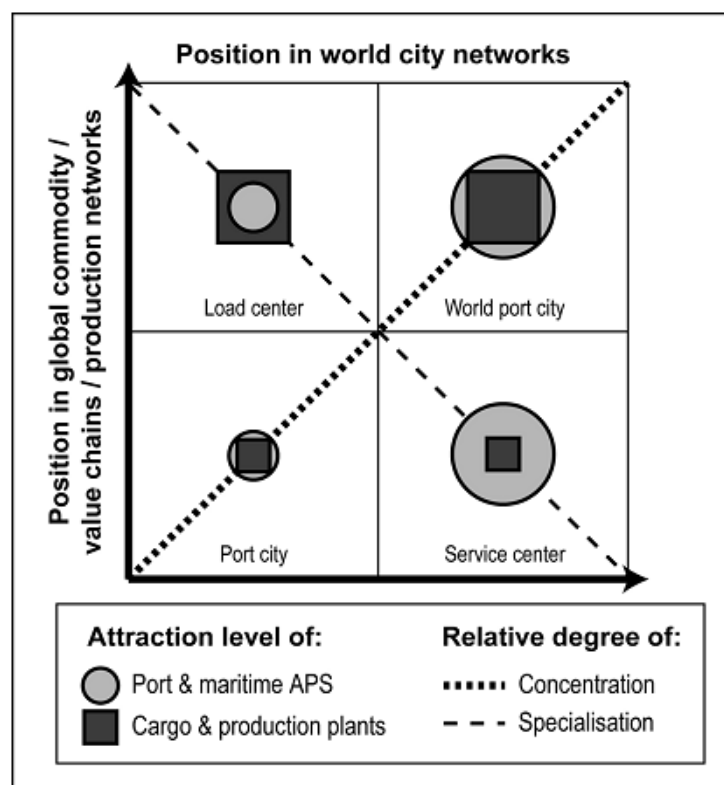 Position in world city networks
Position in global commodity /
value chains / production networks
Load center
World port city
Port city
Service center
Attraction level of:
Port & maritime APS
Cargo & production plants
Relative degree of:
Concentration
Specialisation